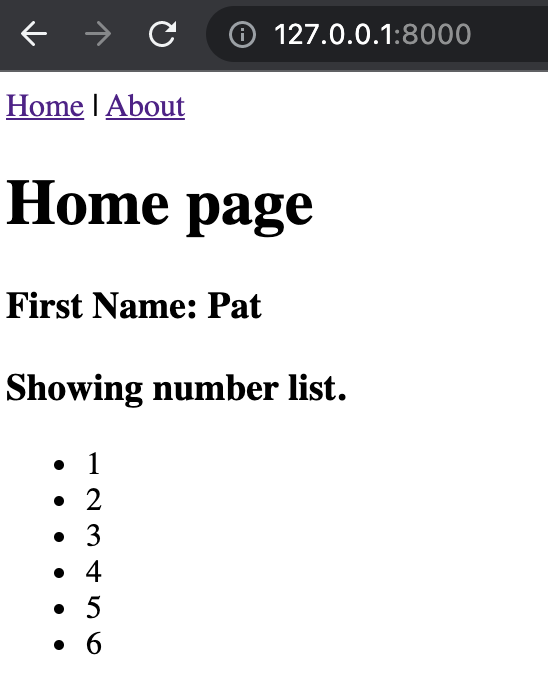 127.0.0.1:8000
Home | About
Home page
First Name: Pat
Showing number list.
1
2
3
4
5
6